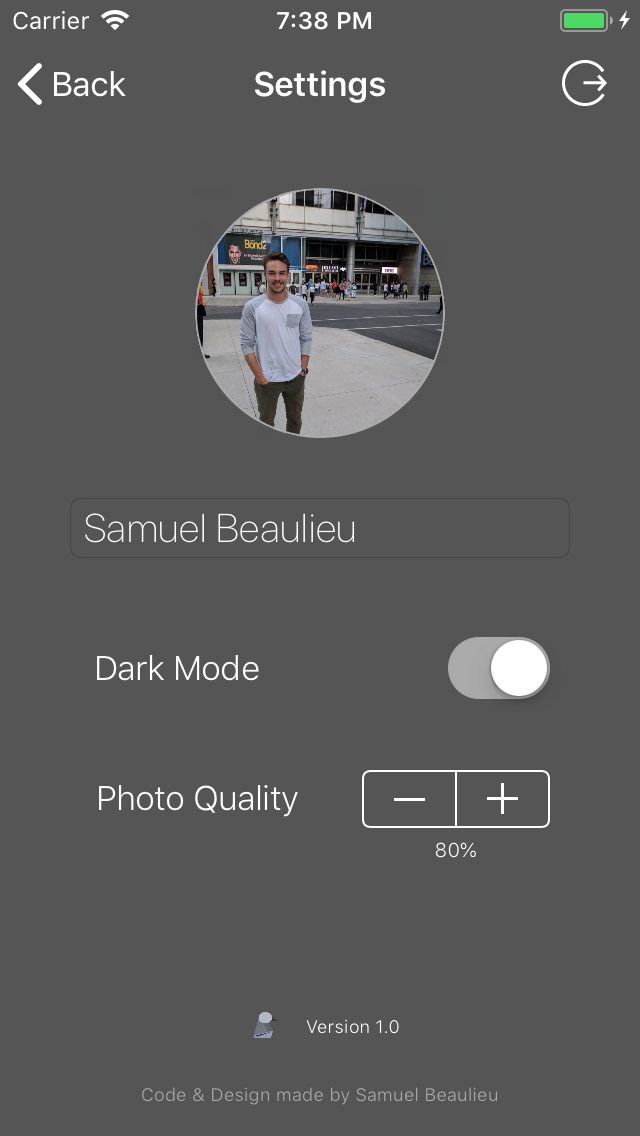 Carrier 7:38 PM
Back Settings
Bond2
Samuel Beaulieu
Dark Mode
Photo Quality
80%
Version 1.0
Code & Design made by Samuel Beaulieu